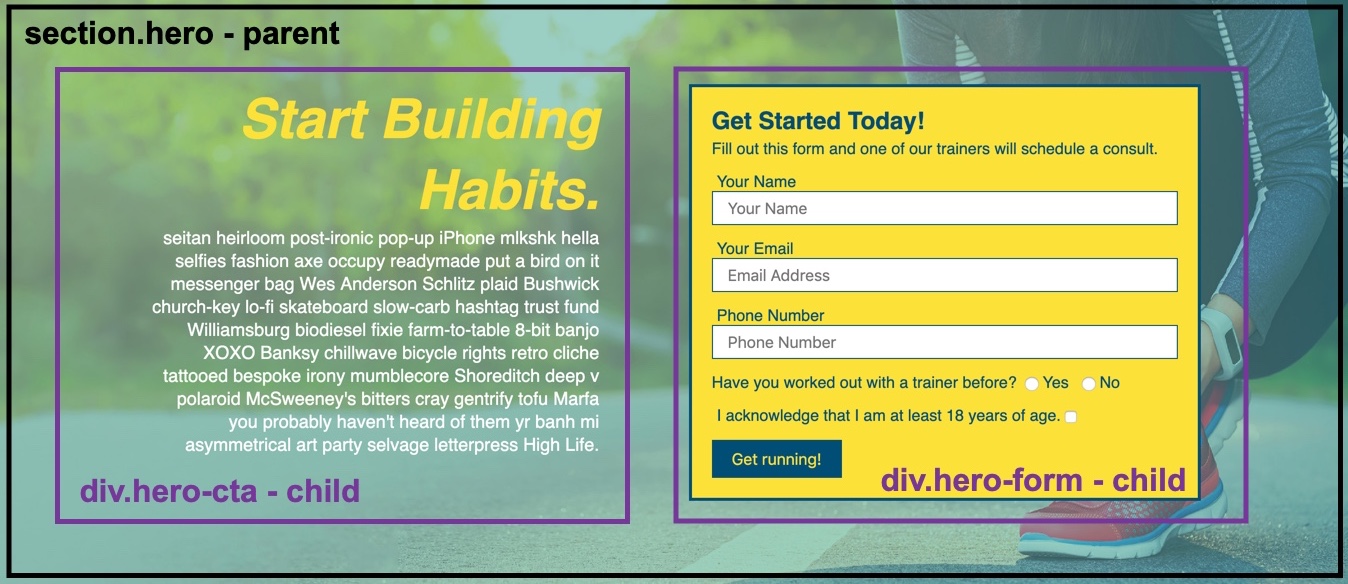 section.hero - parent
Start Building
Habits.
seitan heirloom post-ironic pop-up iPhone mlkshk hella
selfies fashion axe occupy readymade put a bird on it
messenger bag Wes Anderson Schlitz plaid Bushwick
church-key lo-fi skateboard slow-carb hashtag trust fund
Williamsburg biodiesel fixie farm-to-table 8-bit banjo
XOXO Banksy chillwave bicycle rights retro cliche
tattooed bespoke irony mumblecore Shoreditch deep v
polaroid McSweeney's bitters cray gentrify tofu Marfa
you probably haven't heard of them yr banh mi
asymmetrical art party selvage letterpress High Life.
div.hero-cta - child
Get Started Today!
Fill out this form and one of our trainers will schedule a consult.
Your Name
Your Name
Your Email
Email Address
Phone Number
Phone Number
Have you worked out with a trainer before? Yes No
I acknowledge that I am at least 18 years of age.
Get running!
div.hero-form - child